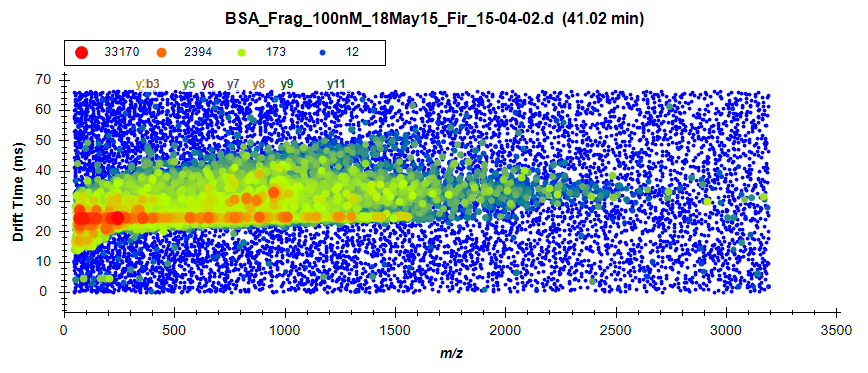 BSA_Frag_100nM_18May15_Fir_15-04-02.d (41.02 min)
33170 2394 173 12
b3 y5 y6 y7 y8 y9 y11
70
60
50
40
30
20
10
0
Drift Time (ms)
0 500 1000 1500 2000 2500 3000 3500
m/z